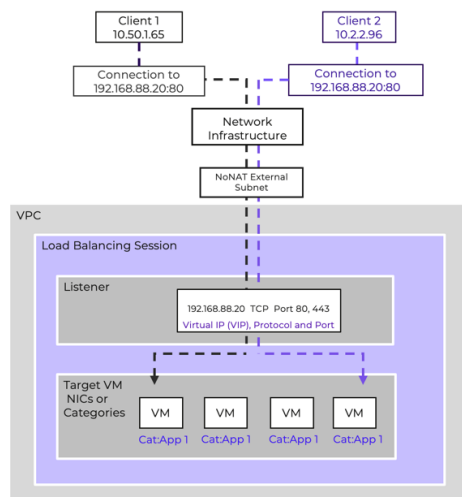 Client 1
10.50.1.65
Client 2
10.2.2.96
Connection to
192.168.88.20:80
Connection to
192.168.88.20:80
Network
Infrastructure
NoNAT External
Subnet
VPC
Load Balancing Session
Listener
192.168.88.20 TCP Port 80, 443
Virtual IP (VIP), Protocol and Port
Target VM
NICs or
Categories
VM VM VM VM
Cat:App 1 Cat:App 1 Cat:App 1 Cat:App 1